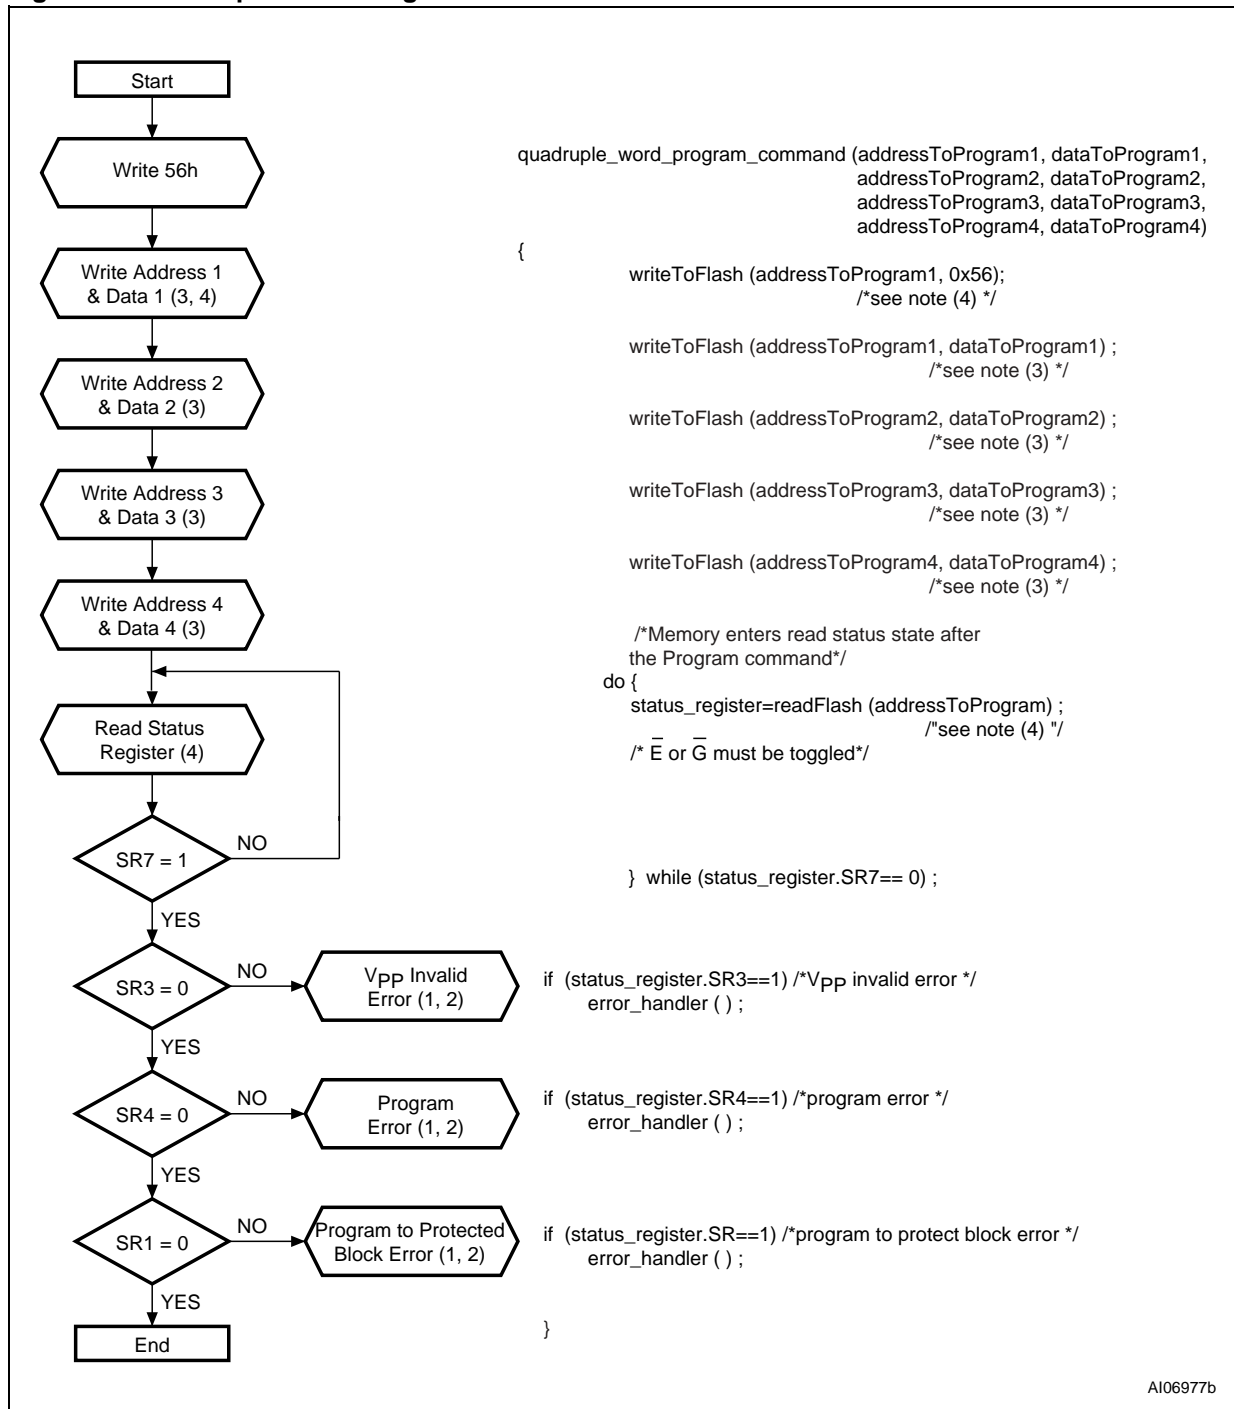 Start
Write 56h
Write Address 1
& Data 1 (3, 4)
Write Address 2
& Data 2 (3)
Write Address 3
& Data 3 (3)
Write Address 4
& Data 4 (3)
Read Status
Register (4)
SR7 = 1
NO
YES
SR3 = 0
NO
VPP Invalid
Error (1, 2)
YES
SR4 = 0
NO
Program
Error (1, 2)
YES
SR1 = 0
NO
Program to Protected
Block Error (1, 2)
YES
End
quadruple_word_program_command (addressToProgram1, dataToProgram1,
addressToProgram2, dataToProgram2,
addressToProgram3, dataToProgram3,
addressToProgram4, dataToProgram4)
{
writeToFlash (addressToProgram1, 0x56);
/*see note (4) */
writeToFlash (addressToProgram1, dataToProgram1) ;
/*see note (3) */
writeToFlash (addressToProgram2, dataToProgram2) ;
/*see note (3) */
writeToFlash (addressToProgram3, dataToProgram3) ;
/*see note (3) */
writeToFlash (addressToProgram4, dataToProgram4) ;
/*see note (3) */
/*Memory enters read status state after
the Program command*/
do {
status_register=readFlash (addressToProgram) ;
/"see note (4) "/
/* E̅ or G̅ must be toggled*/
} while (status_register.SR7== 0) ;
if (status_register.SR3==1) /*VPP invalid error */
error_handler ( ) ;
if (status_register.SR4==1) /*program error */
error_handler ( ) ;
if (status_register.SR==1) /*program to protect block error */
error_handler ( ) ;
}
AI06977b